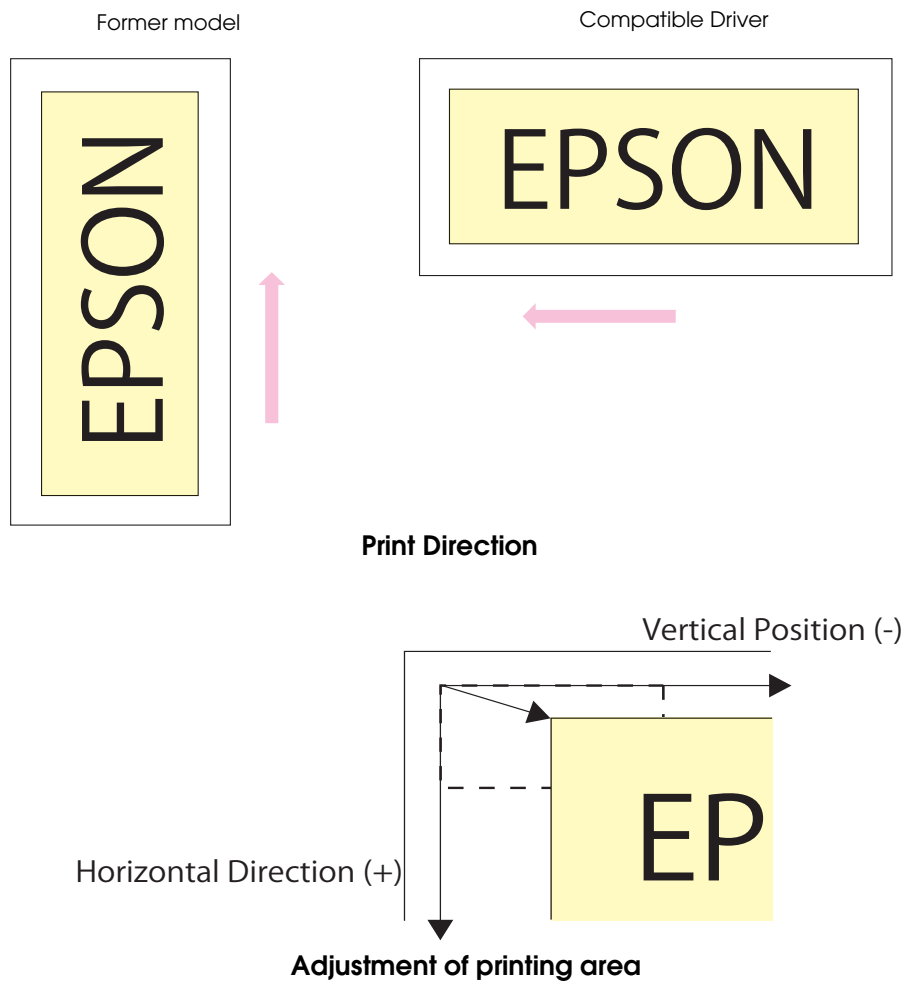 Former model
Compatible Driver
EPSON
EPSON
Print Direction
Vertical Position (-)
EP
Horizontal Direction (+)
Adjustment of printing area